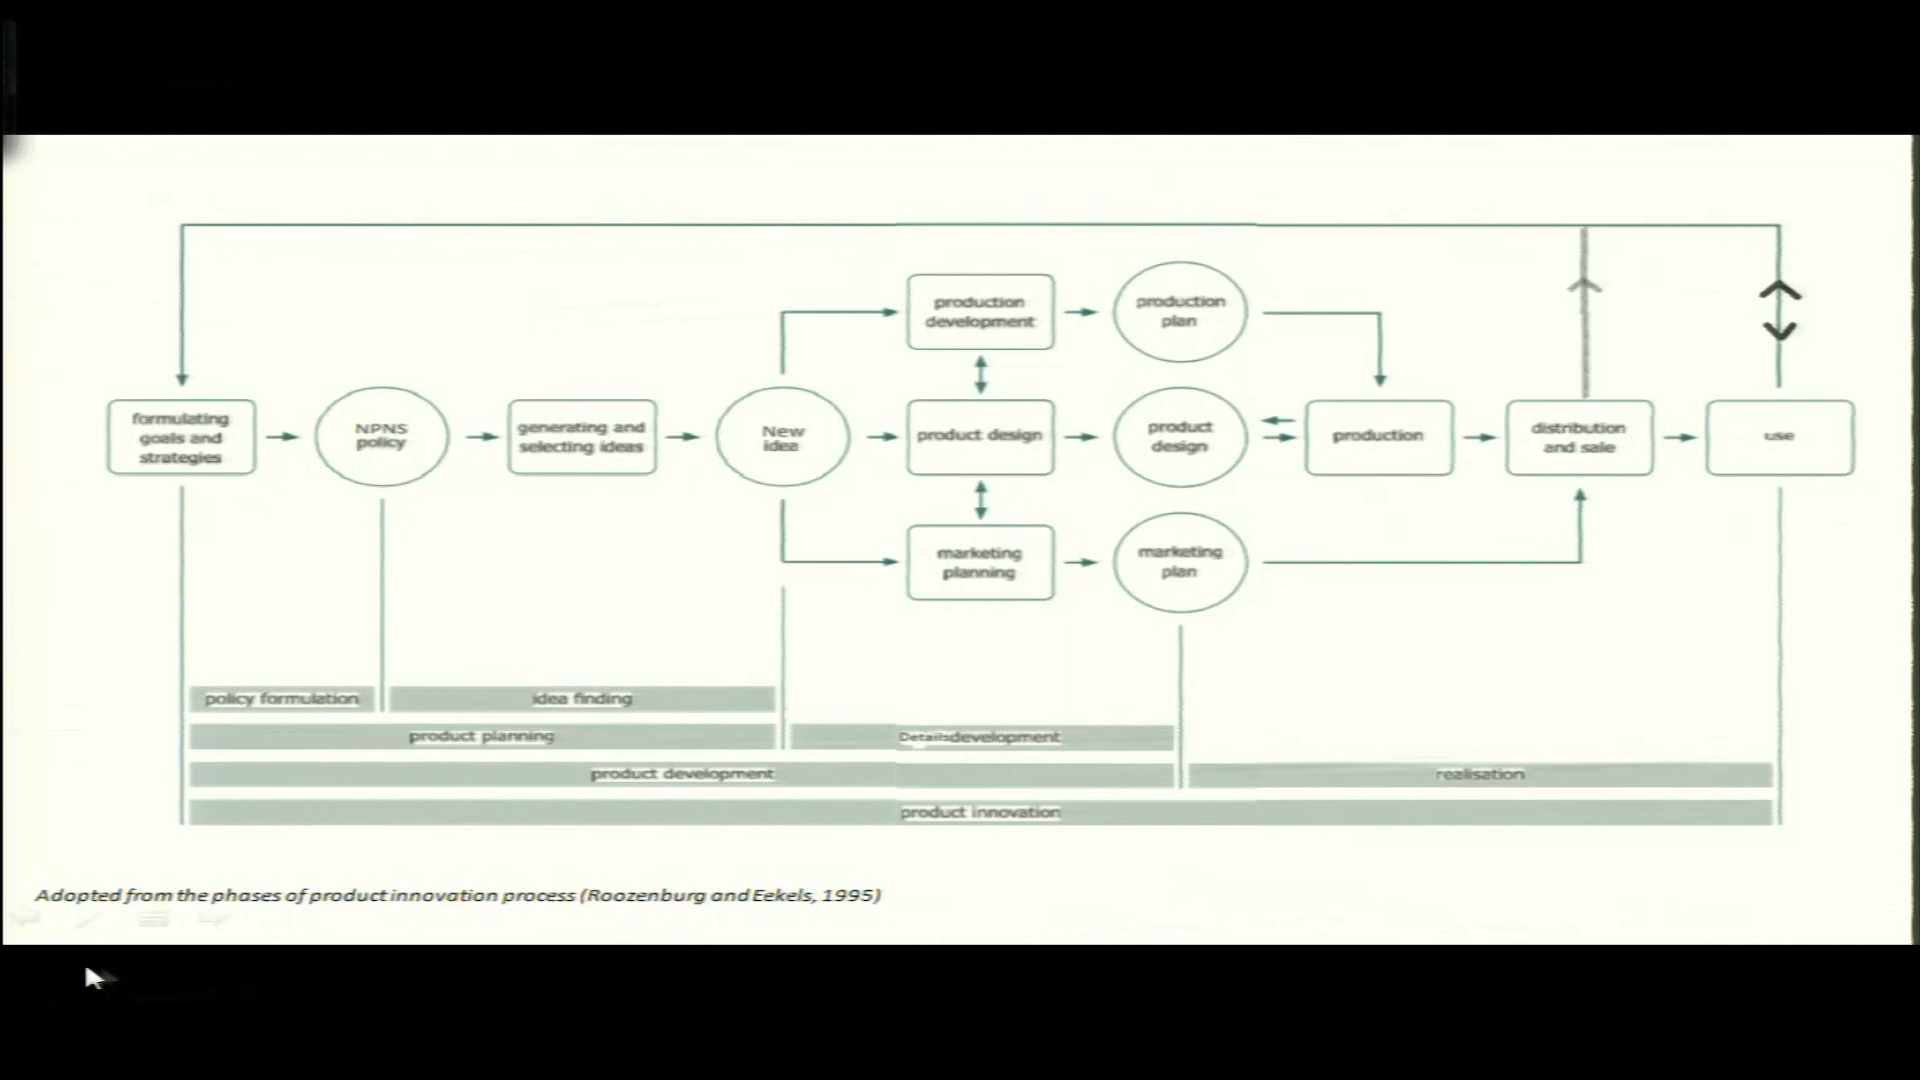 production
development
production
plan
formulating
goals and
strategies
NPNS
policy
generating and
selecting ideas
New
idea
product design
product
design
production
distribution
and sale
use
marketing
planning
marketing
plan
policy formulation
idea finding
product planning
Detailsdevelopment
product development
realisation
product innovation
Adopted from the phases of product innovation process (Roozenburg and Eekels, 1995)